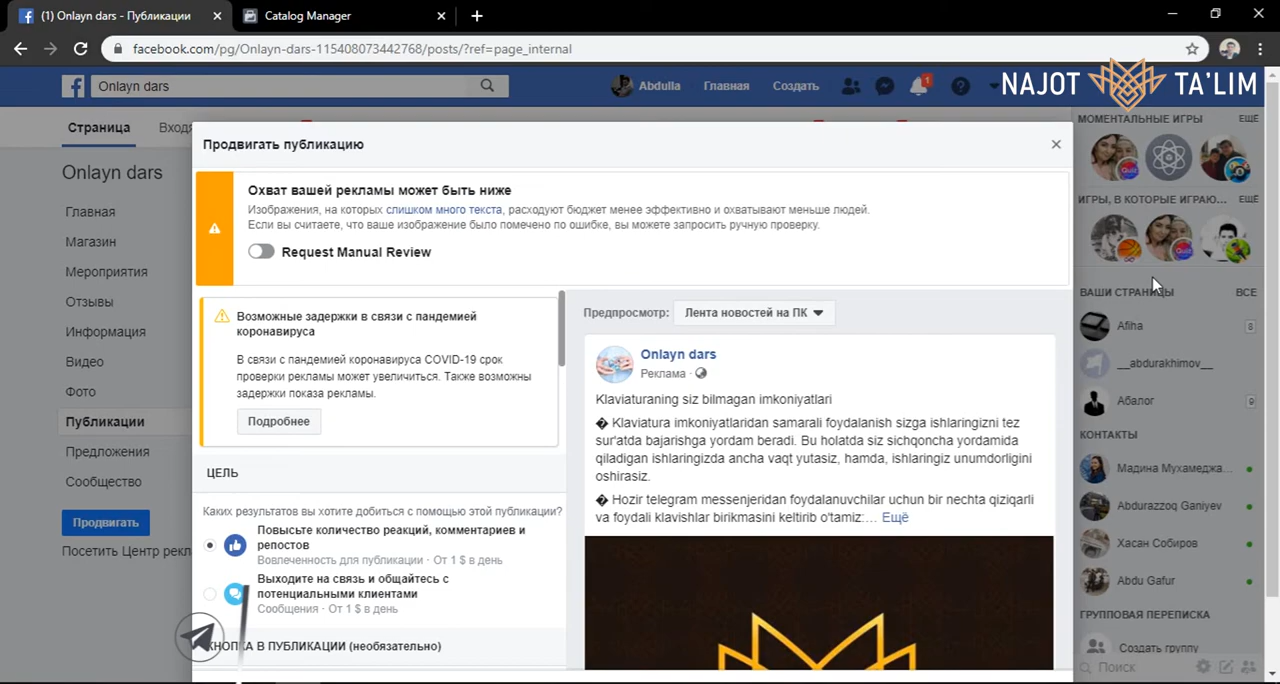 (1) Onlayn dars - Публикации
Catalog Manager
facebook.com/pg/Onlayn-dars-115408073442768/posts/?ref=page_internal
Onlayn dars
Abdulla
Главная
Создать
1
NAJOT TA'LIM
Страница
Onlayn dars
Главная
Магазин
Мероприятия
Отзывы
Информация
Видео
Фото
Публикации
Предложения
Сообщество
Продвигать
Посетить Центр
Продвигать публикацию
Охват вашей рекламы может быть ниже
Изображения, на которых слишком много текста, расходуют бюджет менее эффективно и охватывают меньше людей.
Если вы считаете, что ваше изображение было помечено по ошибке, вы можете запросить ручную проверку.
Request Manual Review
Возможные задержки в связи с пандемией
коронавируса
В связи с пандемией коронавируса COVID-19 срок
проверки рекламы может увеличиться. Также возможны
задержки показа рекламы.
Подробнее
ЦЕЛЬ
Каких результатов вы хотите добиться с помощью этой публикации?
Повысьте количество реакций, комментариев и
репостов
Вовлеченность для публикации · От 1 $ в день
Выходите на связь и общайтесь с
потенциальными клиентами
Сообщения · От 1 $ в день
КНОПКА В ПУБЛИКАЦИИ (необязательно)
Предпросмотр:
Лента новостей на ПК
Onlayn dars
Реклама ·
Klaviaturaning siz bilmagan imkoniyatlari
� Klaviatura imkoniyatlaridan samarali foydalanish sizga ishlaringizni tez
sur'atda bajarishga yordam beradi. Bu holatda siz sichqoncha yordamida
qiladigan ishlaringizda ancha vaqt yutasiz, hamda, ishlaringiz unumdorligini
oshirasiz.
� Hozir telegram messenjeridan foydalanuvchilar uchun bir nechta qiziqarli
va foydali klavishlar birikmasini keltirib o'tamiz:... Ещё
МОМЕНТАЛЬНЫЕ ИГРЫ ЕЩЁ
ИГРЫ, В КОТОРЫЕ ИГРАЮ... ЕЩЁ
ВАШИ СТРАНИЦЫ ВСЕ
Afiha 8
__abdurakhimov__
Абалог 9
КОНТАКТЫ
Мадина Мухамеджа...
Abdurazzoq Ganiyev
Хасан Собиров
Abdu Gafur
ГРУППОВАЯ ПЕРЕПИСКА
Создать группу
Поиск